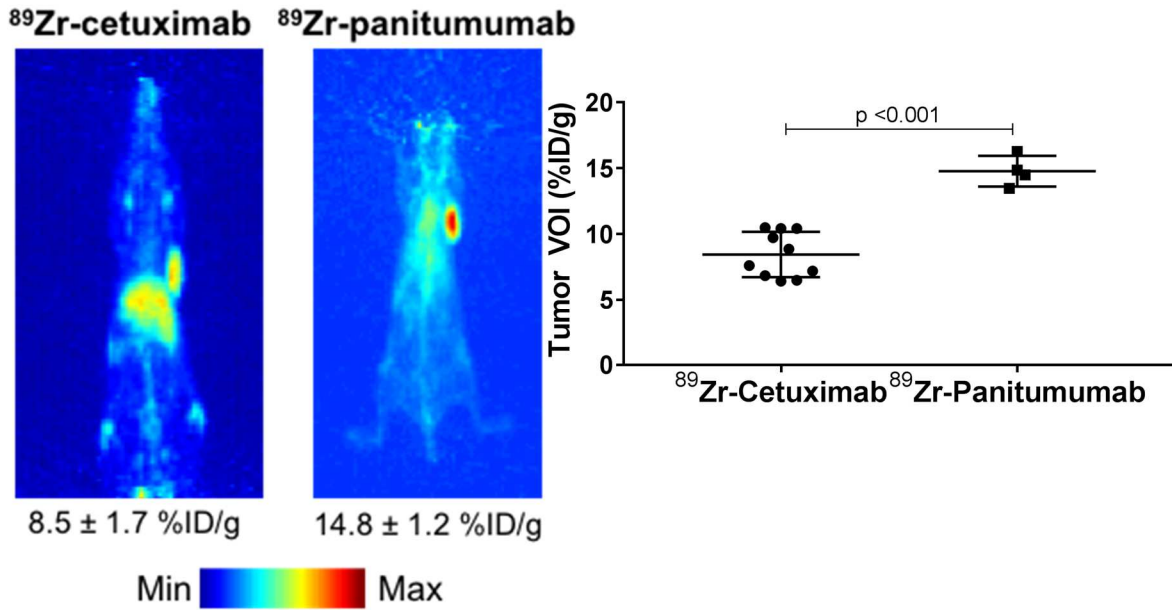 ⁸⁹Zr-cetuximab
⁸⁹Zr-panitumumab
8.5 ± 1.7 %ID/g
14.8 ± 1.2 %ID/g
Min
Max
Tumor VOI (%ID/g)
20
15
10
5
0
p <0.001
⁸⁹Zr-Cetuximab
⁸⁹Zr-Panitumumab